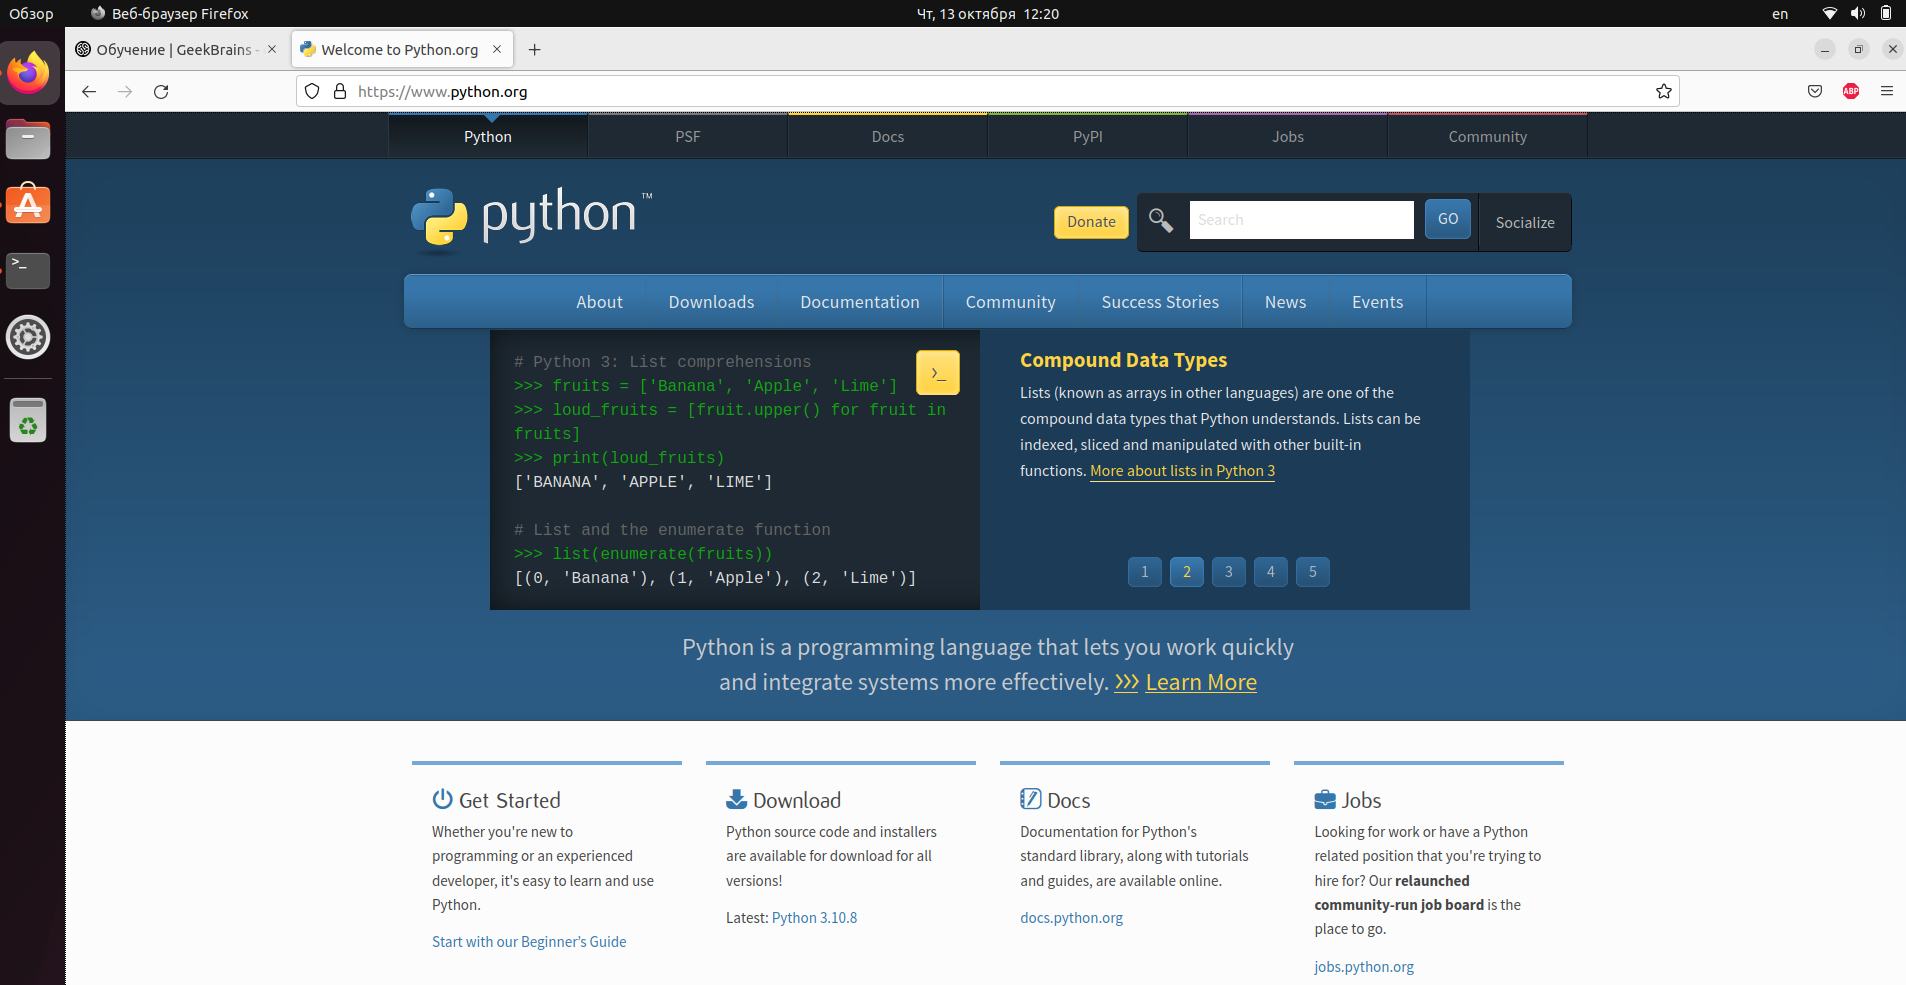 Обзор
Веб-браузер Firefox
Чт, 13 октября 12:20
en
Обучение | GeekBrains -
Welcome to Python.org
https://www.python.org
ABP
Python
PSF
Docs
PyPI
Jobs
Community
python™
Donate
Search
GO
Socialize
About
Downloads
Documentation
Community
Success Stories
News
Events
# Python 3: List comprehensions
>>> fruits = ['Banana', 'Apple', 'Lime']
>>> loud_fruits = [fruit.upper() for fruit in
fruits]
>>> print(loud_fruits)
['BANANA', 'APPLE', 'LIME']
# List and the enumerate function
>>> list(enumerate(fruits))
[(0, 'Banana'), (1, 'Apple'), (2, 'Lime')]
>_
Compound Data Types
Lists (known as arrays in other languages) are one of the
compound data types that Python understands. Lists can be
indexed, sliced and manipulated with other built-in
functions. More about lists in Python 3
1 2 3 4 5
Python is a programming language that lets you work quickly
and integrate systems more effectively. >>> Learn More
Get Started
Whether you're new to
programming or an experienced
developer, it's easy to learn and use
Python.
Start with our Beginner’s Guide
Download
Python source code and installers
are available for download for all
versions!
Latest: Python 3.10.8
Docs
Documentation for Python's
standard library, along with tutorials
and guides, are available online.
docs.python.org
Jobs
Looking for work or have a Python
related position that you're trying to
hire for? Our relaunched
community-run job board is the
place to go.
jobs.python.org